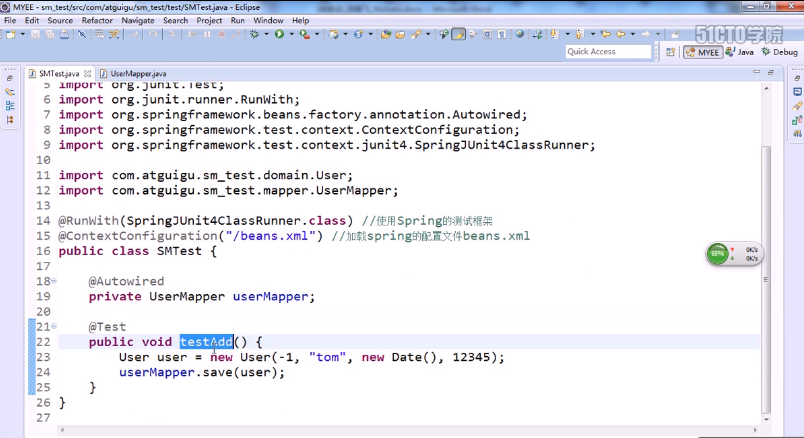 MYEE - sm_test/src/com/atguigu/sm_test/test/SMTest.java - Eclipse
File Edit Source Refactor Navigate Search Project Run Window Help
51CTO学院
Quick Access
MYEE Java Debug
SMTest.java UserMapper.java
5 import org.junit.Test;
6 import org.junit.runner.RunWith;
7 import org.springframework.beans.factory.annotation.Autowired;
8 import org.springframework.test.context.ContextConfiguration;
9 import org.springframework.test.context.junit4.SpringJUnit4ClassRunner;
10
11 import com.atguigu.sm_test.domain.User;
12 import com.atguigu.sm_test.mapper.UserMapper;
13
14 @RunWith(SpringJUnit4ClassRunner.class) //使用Spring的测试框架
15 @ContextConfiguration("/beans.xml") //加载spring的配置文件beans.xml
16 public class SMTest {
17
18 @Autowired
19 private UserMapper userMapper;
20
21 @Test
22 public void testAdd() {
23 User user = new User(-1, "tom", new Date(), 12345);
24 userMapper.save(user);
25 }
26 }
27
65% 0K/s
0K/s